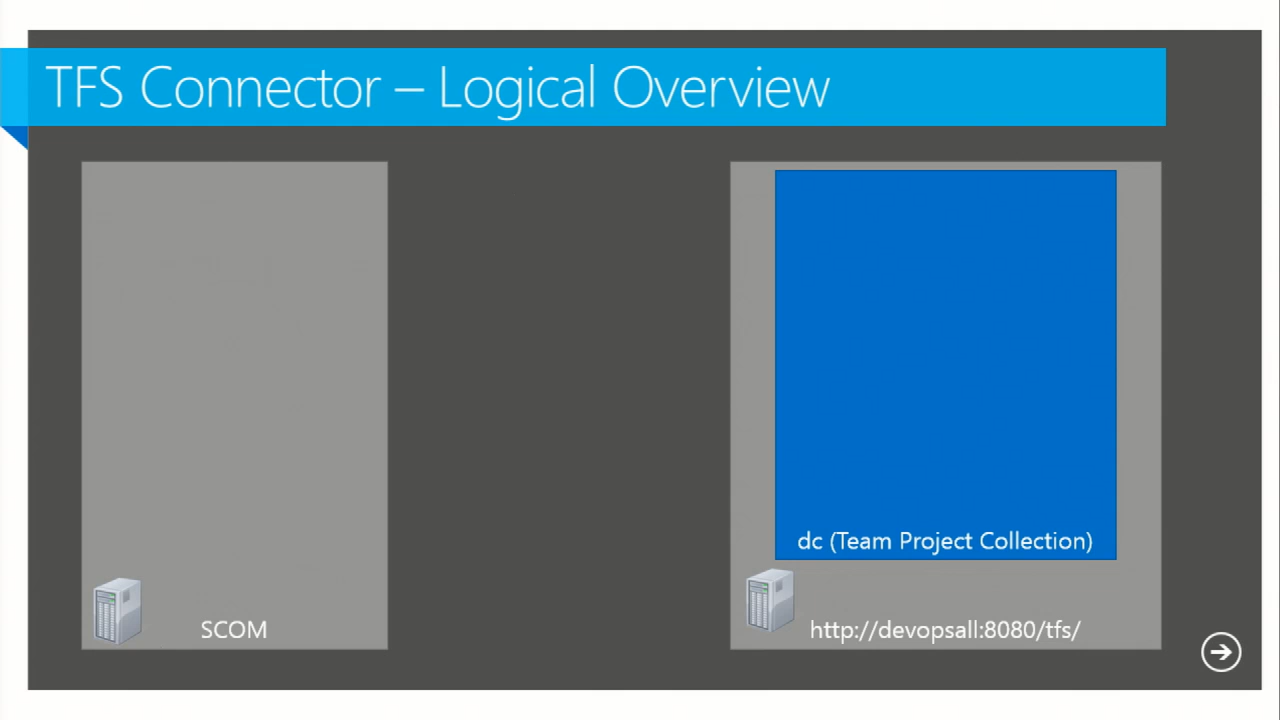 TFS Connector – Logical Overview
dc (Team Project Collection)
SCOM
http://devopsall:8080/tfs/